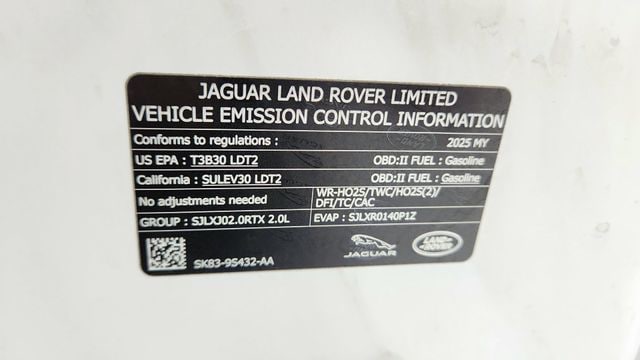 JAGUAR LAND ROVER LIMITED
VEHICLE EMISSION CONTROL INFORMATION
Conforms to regulations : 2025 MY
US EPA : T3B30 LDT2 OBD:II FUEL : Gasoline
California : SULEV30 LDT2 OBD:II FUEL : Gasoline
No adjustments needed WR-HO2S/TWC/HO2S(2)/
DFI/TC/CAC
GROUP : SJLXJ02.0RTX 2.0L EVAP : SJLXR0140P1Z
SK83-9S432-AA JAGUAR LAND-
ROVER